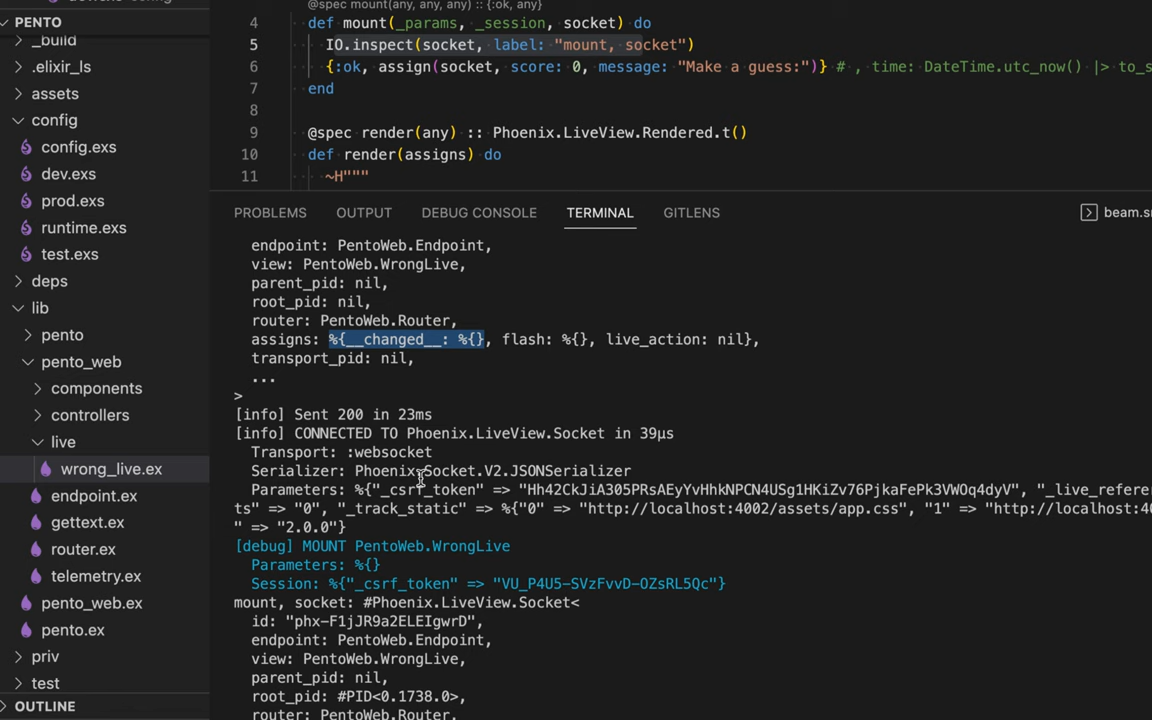 PENTO
_build
.elixir_ls
assets
config
config.exs
dev.exs
prod.exs
runtime.exs
test.exs
deps
lib
pento
pento_web
components
controllers
live
wrong_live.ex
endpoint.ex
gettext.ex
router.ex
telemetry.ex
pento_web.ex
pento.ex
priv
test
OUTLINE
@spec mount(any, any, any) :: {:ok, any}
4 def mount(_params, _session, socket) do
5 IO.inspect(socket, label: "mount, socket")
6 {:ok, assign(socket, score: 0, message: "Make a guess:")} # , time: DateTime.utc_now() |> to_s
7 end
8
9 @spec render(any) :: Phoenix.LiveView.Rendered.t()
10 def render(assigns) do
11 ~H"""
PROBLEMS OUTPUT DEBUG CONSOLE TERMINAL GITLENS
beam.s
endpoint: PentoWeb.Endpoint,
view: PentoWeb.WrongLive,
parent_pid: nil,
root_pid: nil,
router: PentoWeb.Router,
assigns: %{__changed__: %{}, flash: %{}, live_action: nil},
transport_pid: nil,
...
>
[info] Sent 200 in 23ms
[info] CONNECTED TO Phoenix.LiveView.Socket in 39µs
Transport: :websocket
Serializer: Phoenix.Socket.V2.JSONSerializer
Parameters: %{"_csrf_token" => "Hh42CkJiA305PRsAEyYvHhkNPCN4USg1HKiZv76PjkaFePk3VWOq4dyV", "_live_refere
ts" => "0", "_track_static" => %{"0" => "http://localhost:4002/assets/app.css", "1" => "http://localhost:4
" => "2.0.0"}
[debug] MOUNT PentoWeb.WrongLive
Parameters: %{}
Session: %{"_csrf_token" => "VU_P4U5-SVzFvvD-OZsRL5Qc"}
mount, socket: #Phoenix.LiveView.Socket<
id: "phx-F1jJR9a2ELEIgwrD",
endpoint: PentoWeb.Endpoint,
view: PentoWeb.WrongLive,
parent_pid: nil,
root_pid: #PID<0.1738.0>,
router: PentoWeb.Router,